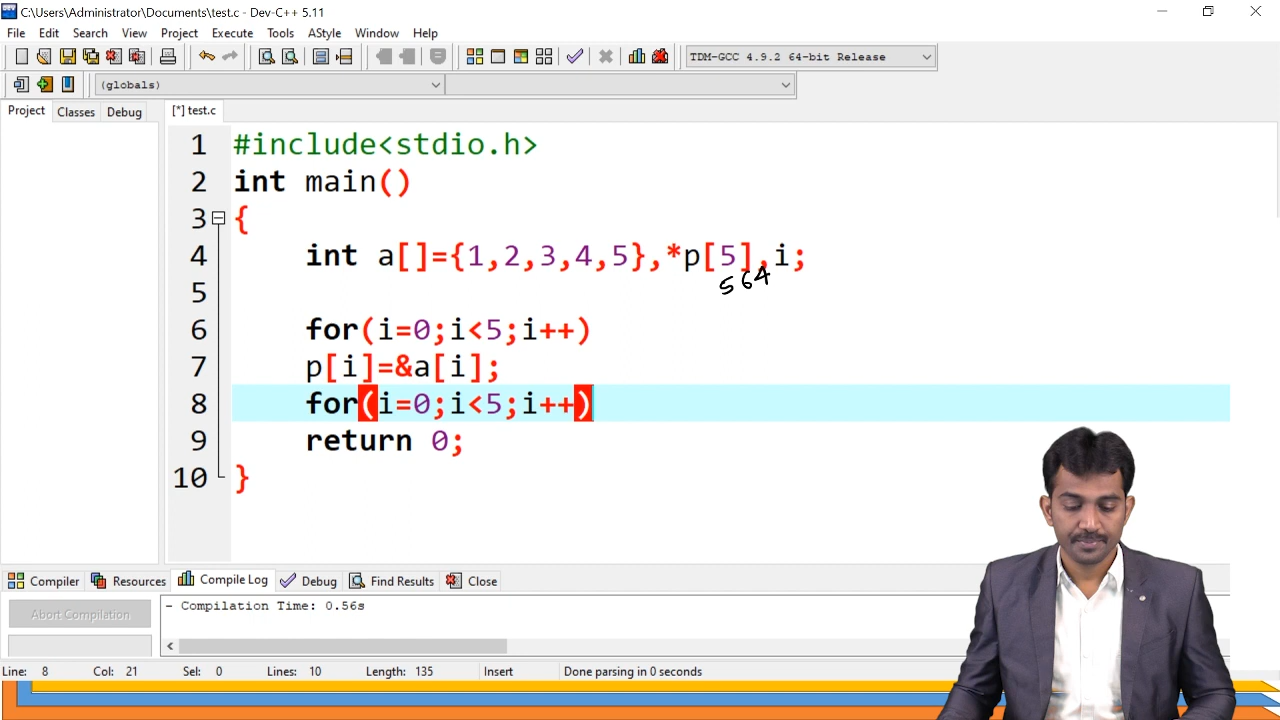 C:\Users\Administrator\Documents\test.c - Dev-C++ 5.11
File Edit Search View Project Execute Tools AStyle Window Help
TDM-GCC 4.9.2 64-bit Release
(globals)
Project Classes Debug [*] test.c
1 #include<stdio.h>
2 int main()
3 {
4 int a[]={1,2,3,4,5},*p[5],i;
564
5
6 for(i=0;i<5;i++)
7 p[i]=&a[i];
8 for(i=0;i<5;i++)
9 return 0;
10 }
Compiler Resources Compile Log Debug Find Results Close
Abort Compilation
- Compilation Time: 0.56s
Line: 8 Col: 21 Sel: 0 Lines: 10 Length: 135 Insert Done parsing in 0 seconds